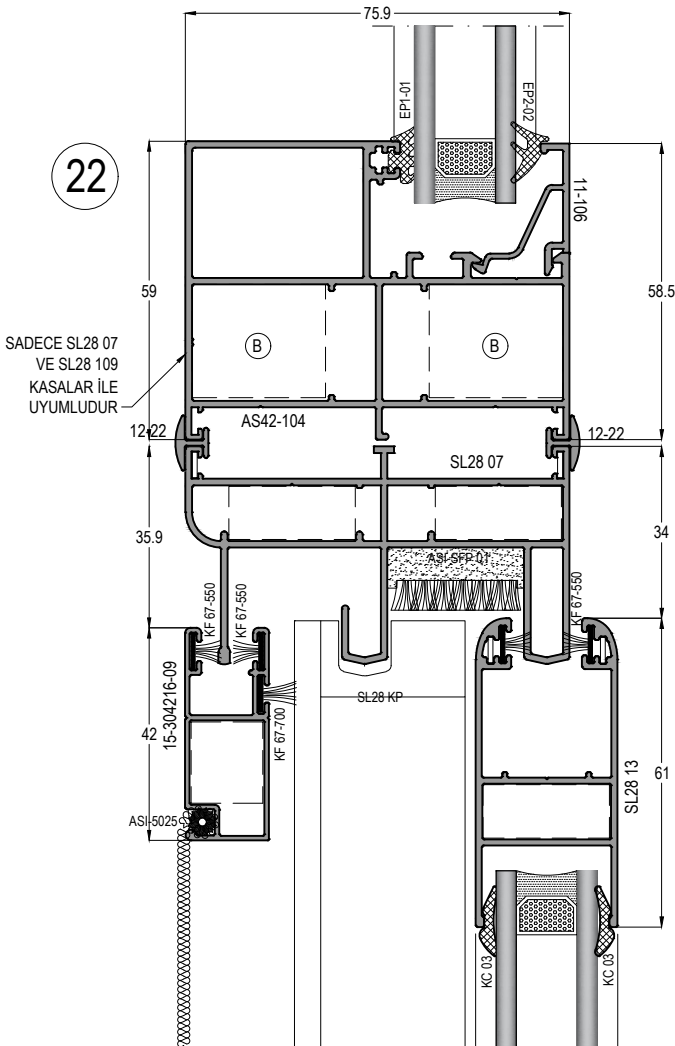 75.9
EP1-01
EP2-02
22
11-106
59
58.5
B
B
SADECE SL28 07
VE SL28 109
KASALAR İLE
UYUMLUDUR
AS42-104
12-22
12-22
SL28 07
35.9
34
ASI-SFP 01
KF 67-550
KF 67-550
KF 67-550
15-304216-09
SL28 KP
KF 67-700
42
61
SL28 13
ASI-5025
KC 03
KC 03